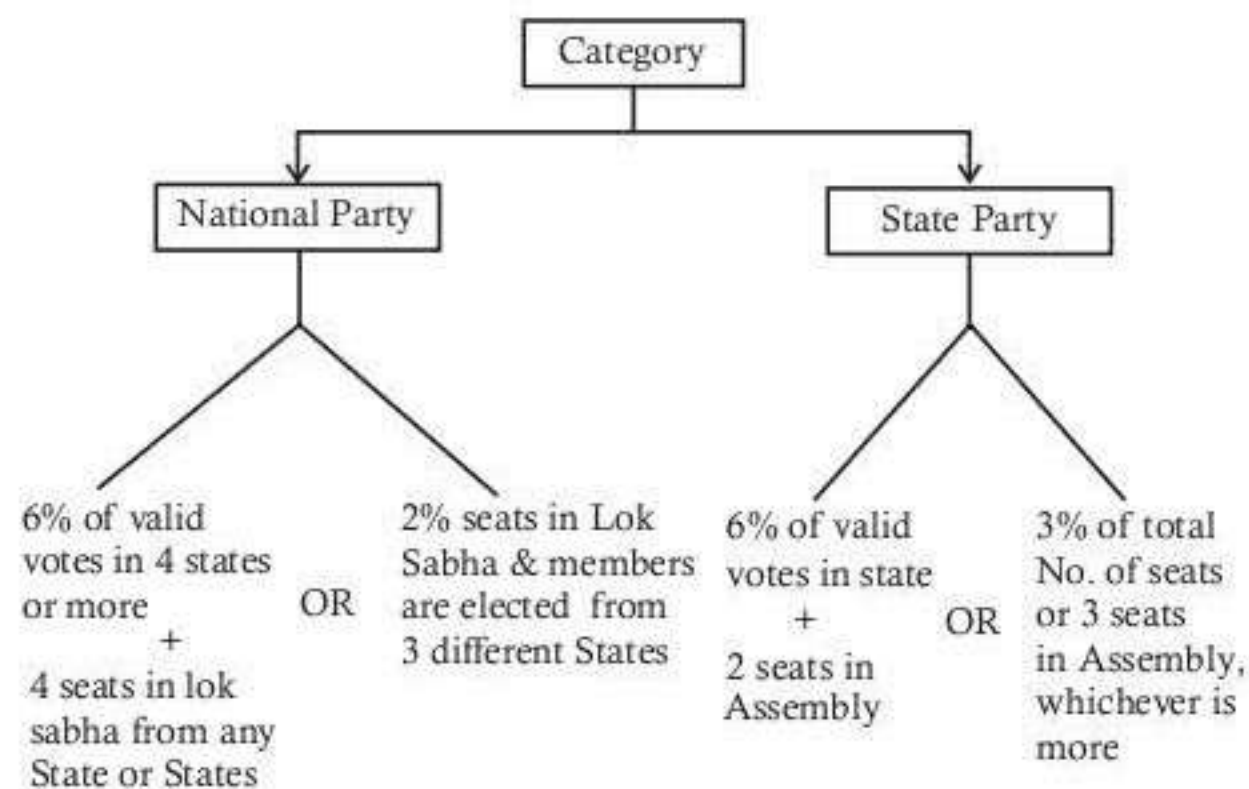 Category
National Party
State Party
6% of valid
votes in 4 states
or more
+
4 seats in lok
sabha from any
State or States
OR
2% seats in Lok
Sabha & members
are elected from
3 different States
6% of valid
votes in state
+
2 seats in
Assembly
OR
3% of total
No. of seats
or 3 seats
in Assembly,
whichever is
more